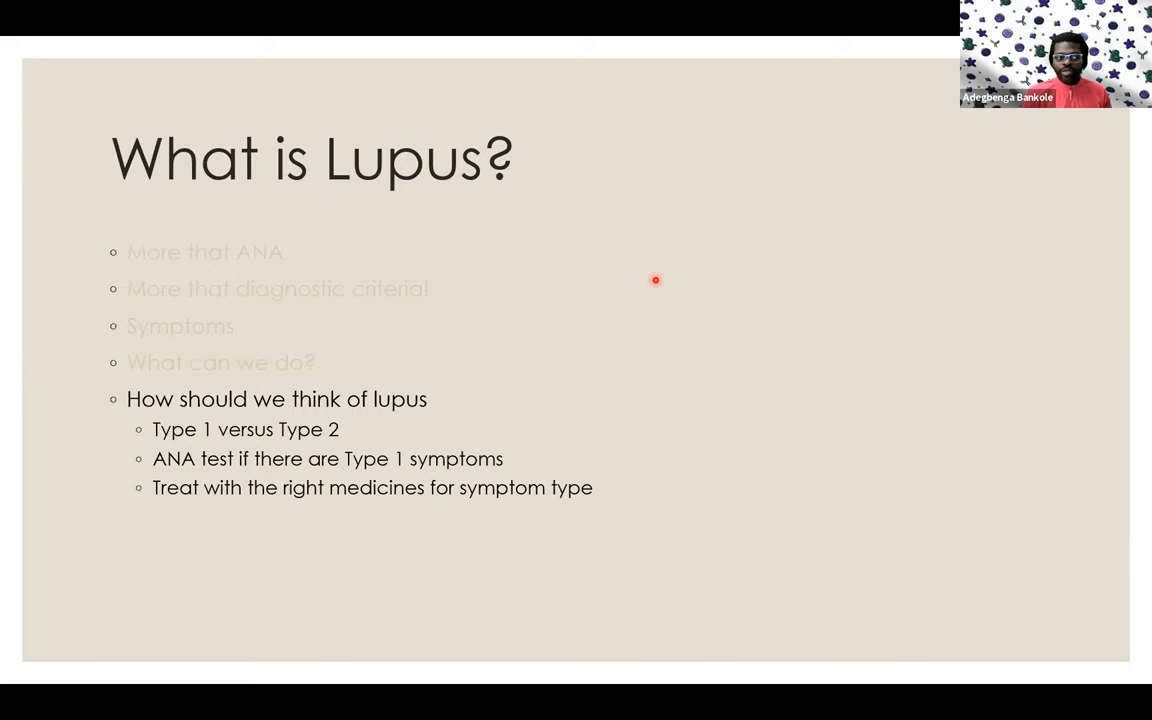 Adegbenga Bankole
What is Lupus?
More that ANA
More that diagnostic criteria!
Symptoms
What can we do?
How should we think of lupus
Type 1 versus Type 2
ANA test if there are Type 1 symptoms
Treat with the right medicines for symptom type